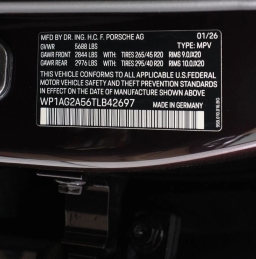 MFD. BY DR. ING. H.C. F. PORSCHE AG 01/26
GVWR 5688 LBS TYPE: MPV
GAWR FRONT 2844 LBS WITH TIRES 265/45 R20 RIMS 9.0JX20
GAWR REAR 2976 LBS WITH TIRES 295/40 R20 RIMS 10.0JX20
THIS VEHICLE CONFORMS TO ALL APPLICABLE U.S. FEDERAL
MOTOR VEHICLE SAFETY AND THEFT PREVENTION STANDARDS
IN EFFECT ON THE DATE OF MANUFACTURE SHOWN ABOVE.
WP1AG2A56TLB42697 MADE IN GERMANY